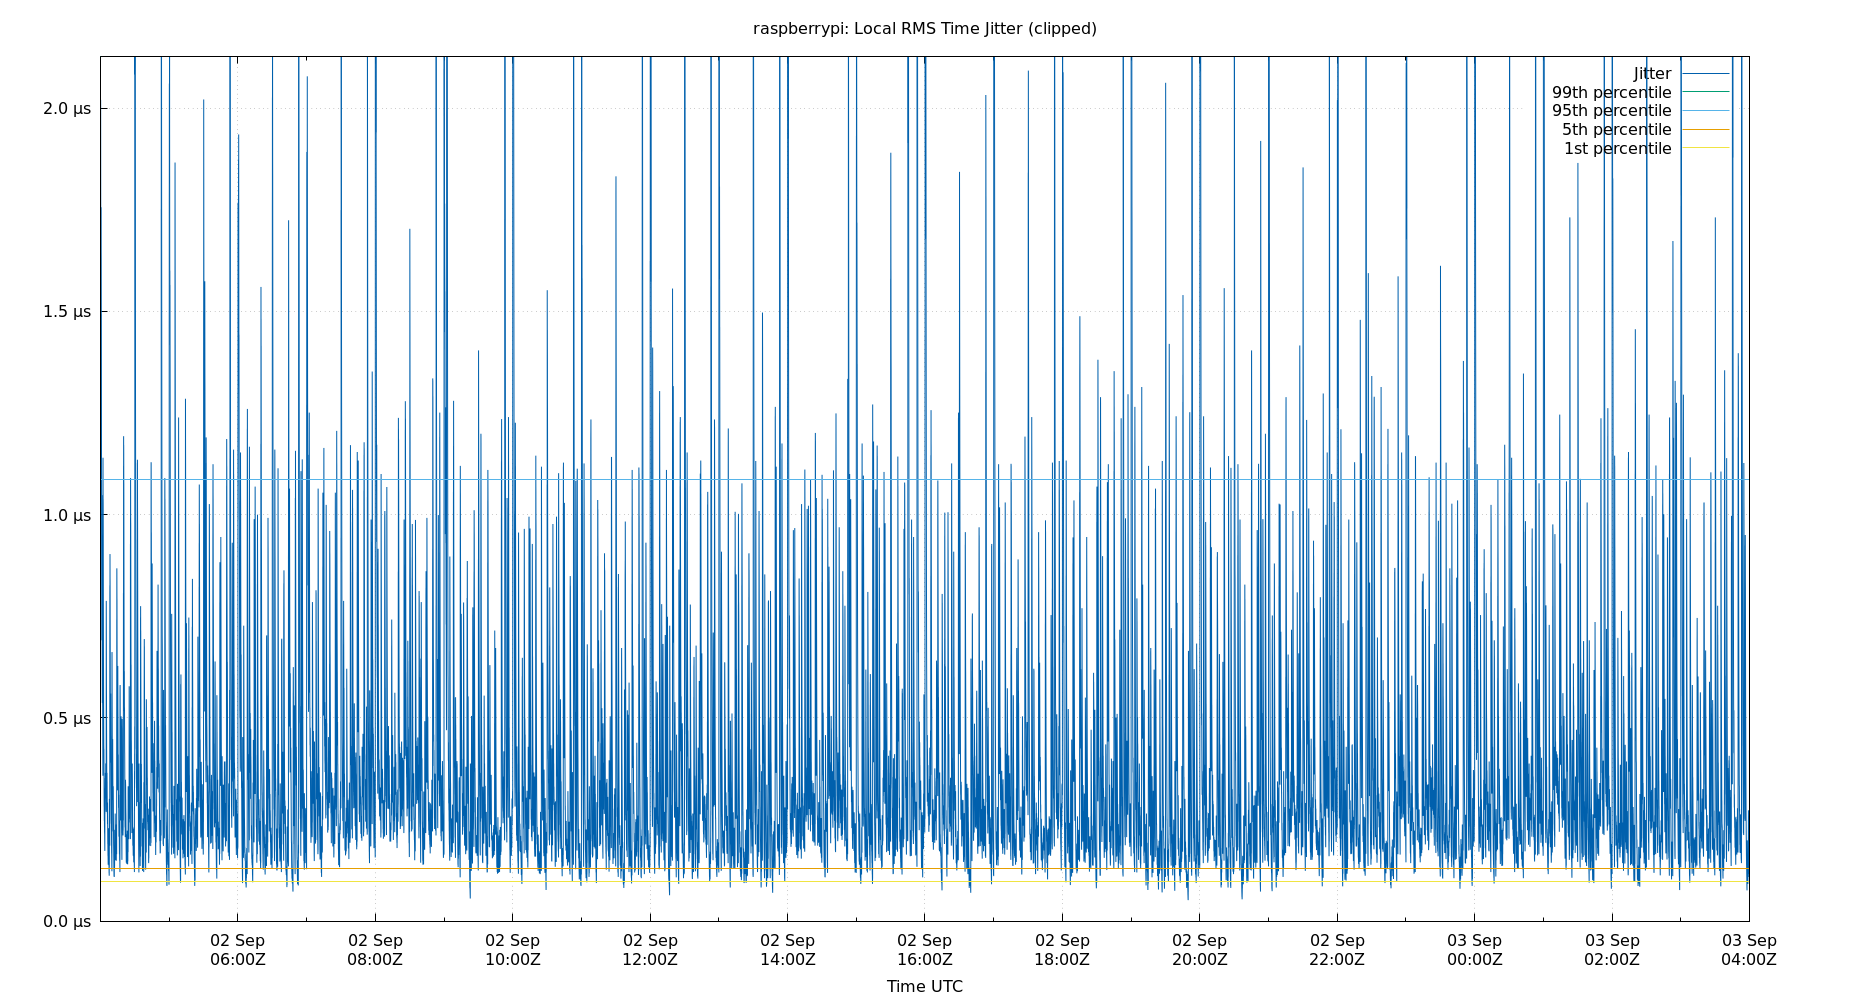 raspberrypi: Local RMS Time Jitter (clipped)
Jitter
99th percentile
95th percentile
5th percentile
1st percentile
2.0 µs
1.5 µs
1.0 µs
0.5 µs
0.0 µs
02 Sep 02 Sep 02 Sep 02 Sep 02 Sep 02 Sep 02 Sep 02 Sep 02 Sep 03 Sep 03 Sep 03 Sep
06:00Z 08:00Z 10:00Z 12:00Z 14:00Z 16:00Z 18:00Z 20:00Z 22:00Z 00:00Z 02:00Z 04:00Z
Time UTC